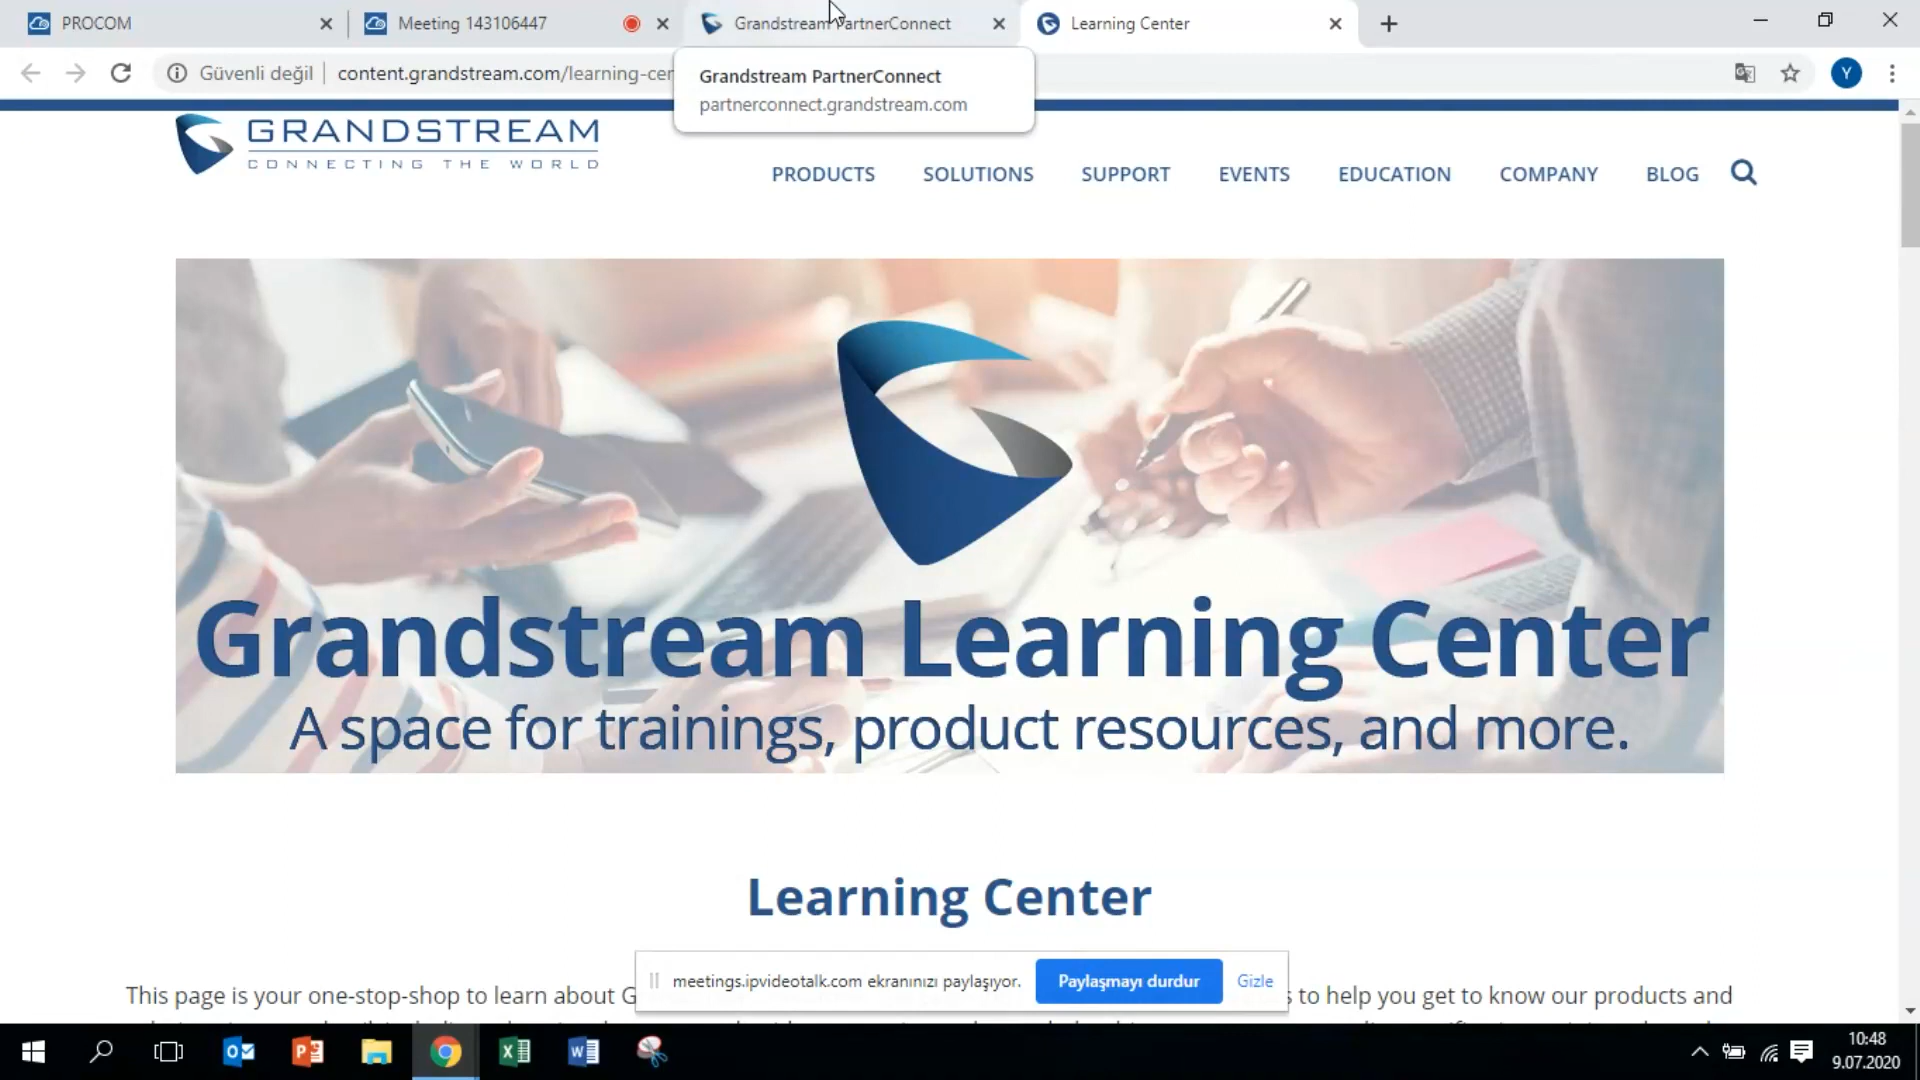 PROCOM
Meeting 143106447
Grandstream PartnerConnect
Learning Center
Güvenli değil
content.grandstream.com/learning-cen
Grandstream PartnerConnect
partnerconnect.grandstream.com
Y
GRANDSTREAM
CONNECTING THE WORLD
PRODUCTS
SOLUTIONS
SUPPORT
EVENTS
EDUCATION
COMPANY
BLOG
Grandstream Learning Center
A space for trainings, product resources, and more.
Learning Center
meetings.ipvideotalk.com ekranınızı paylaşıyor.
Paylaşmayı durdur
Gizle
This page is your one-stop-shop to learn about G
s to help you get to know our products and
10:48
9.07.2020